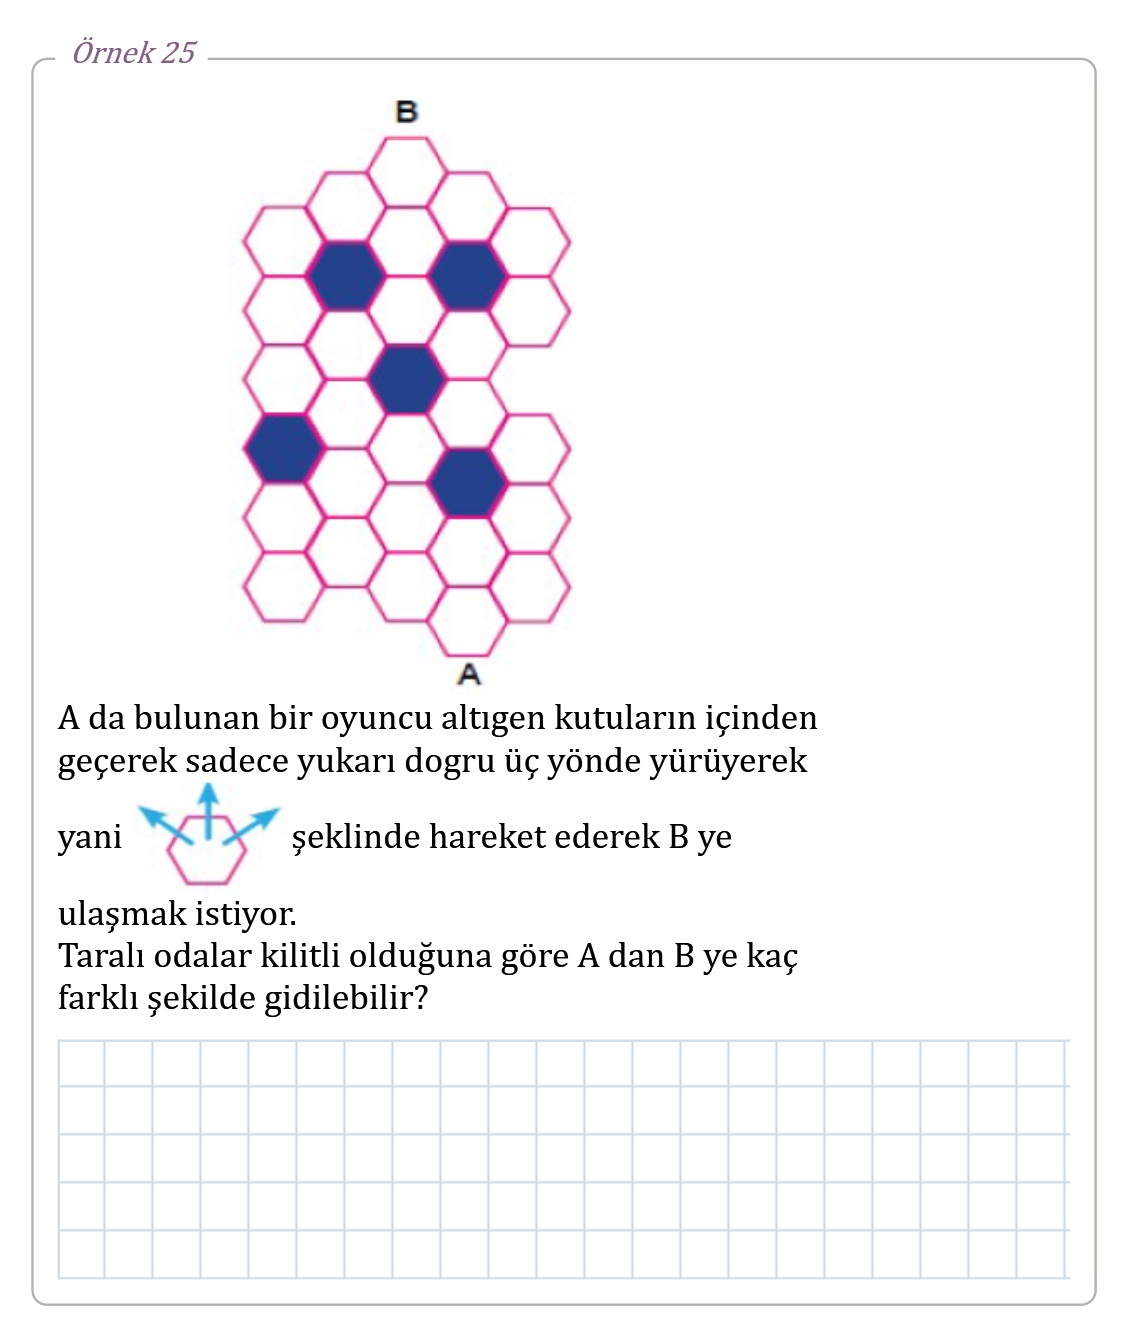 Örnek 25
B
A
A da bulunan bir oyuncu altıgen kutuların içinden
geçerek sadece yukarı dogru üç yönde yürüyerek
yani şeklinde hareket ederek B ye
ulaşmak istiyor.
Taralı odalar kilitli olduğuna göre A dan B ye kaç
farklı şekilde gidilebilir?